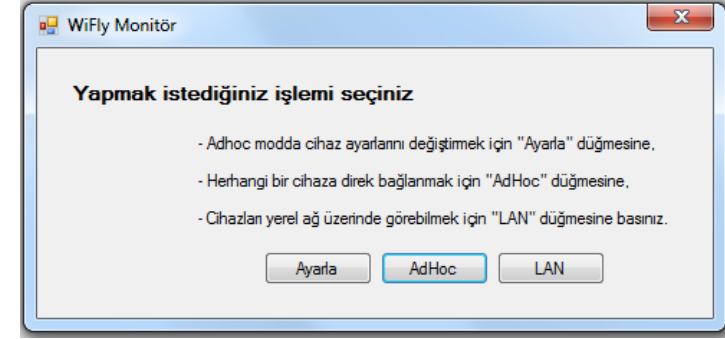 WiFly Monitör
Yapmak istediğiniz işlemi seçiniz
- Adhoc modda cihaz ayarlarını değiştirmek için "Ayarla" düğmesine,
- Herhangi bir cihaza direk bağlanmak için "AdHoc" düğmesine,
- Cihazları yerel ağ üzerinde görebilmek için "LAN" düğmesine basınız.
Ayarla AdHoc LAN